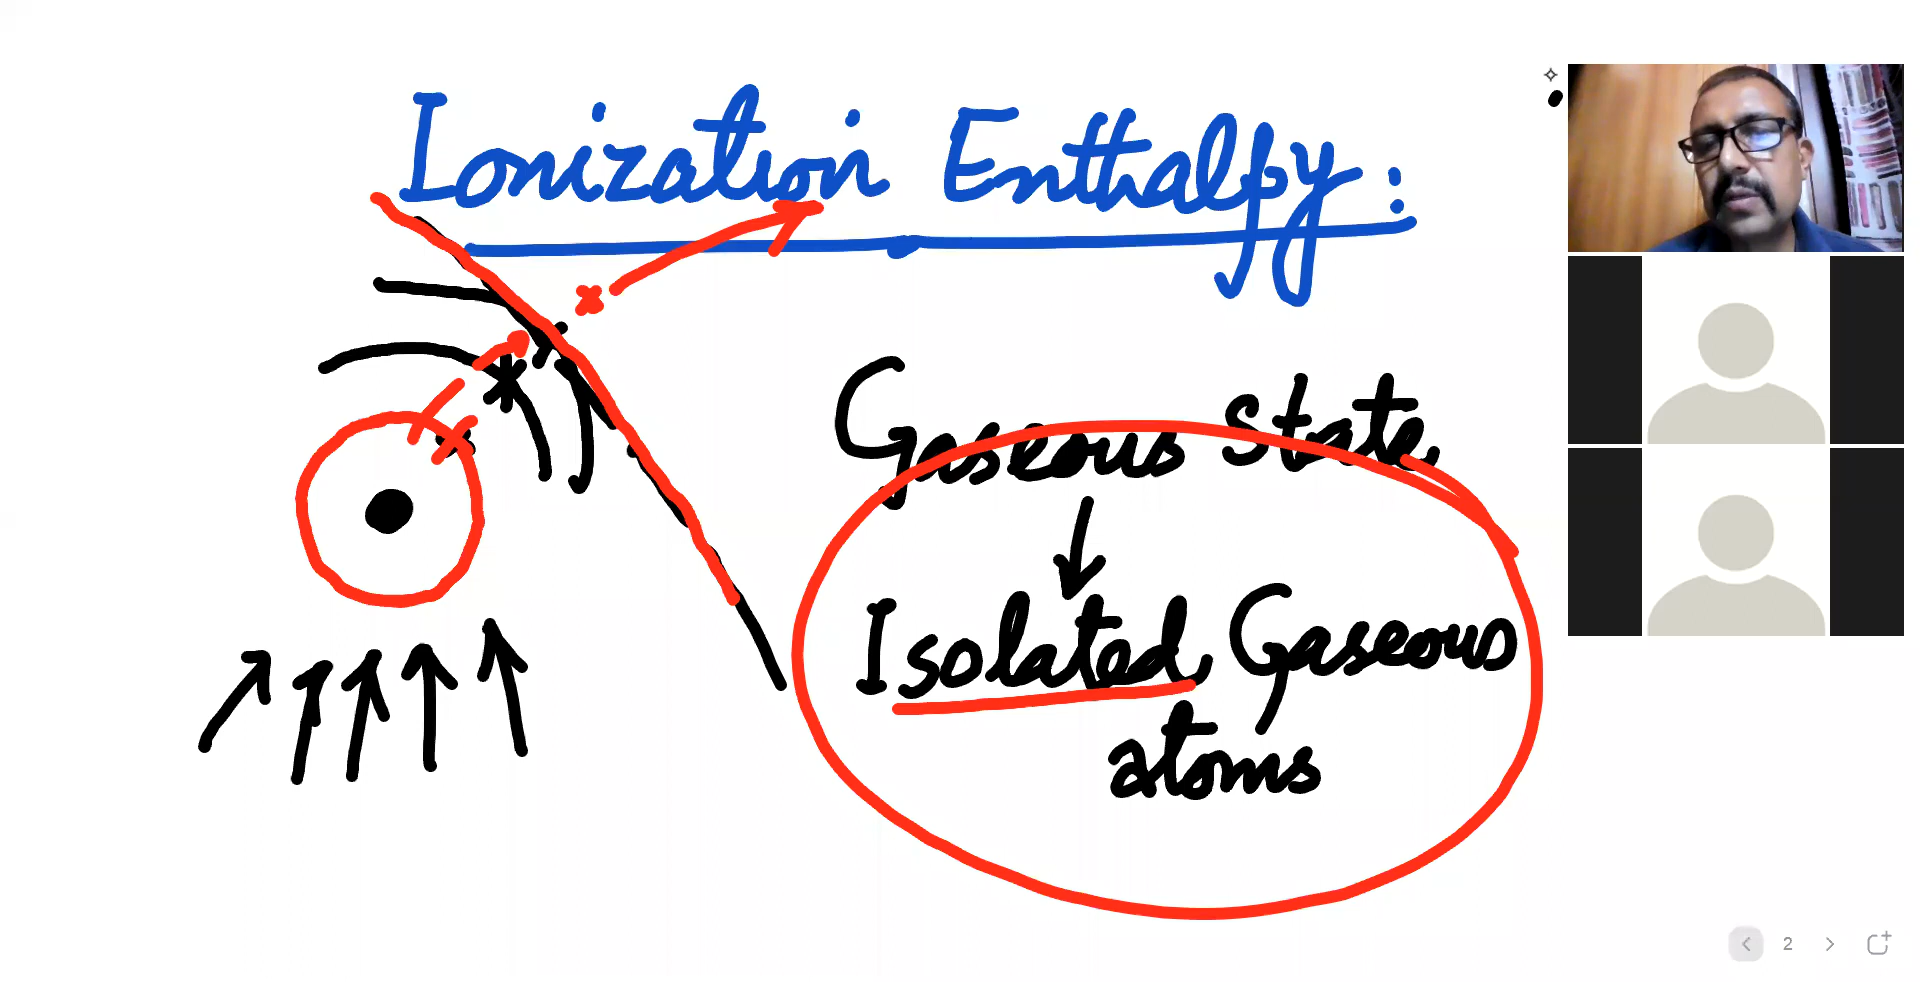 Ionization Enthalpy:
Gaseous state
Isolated Gaseous
atoms
2